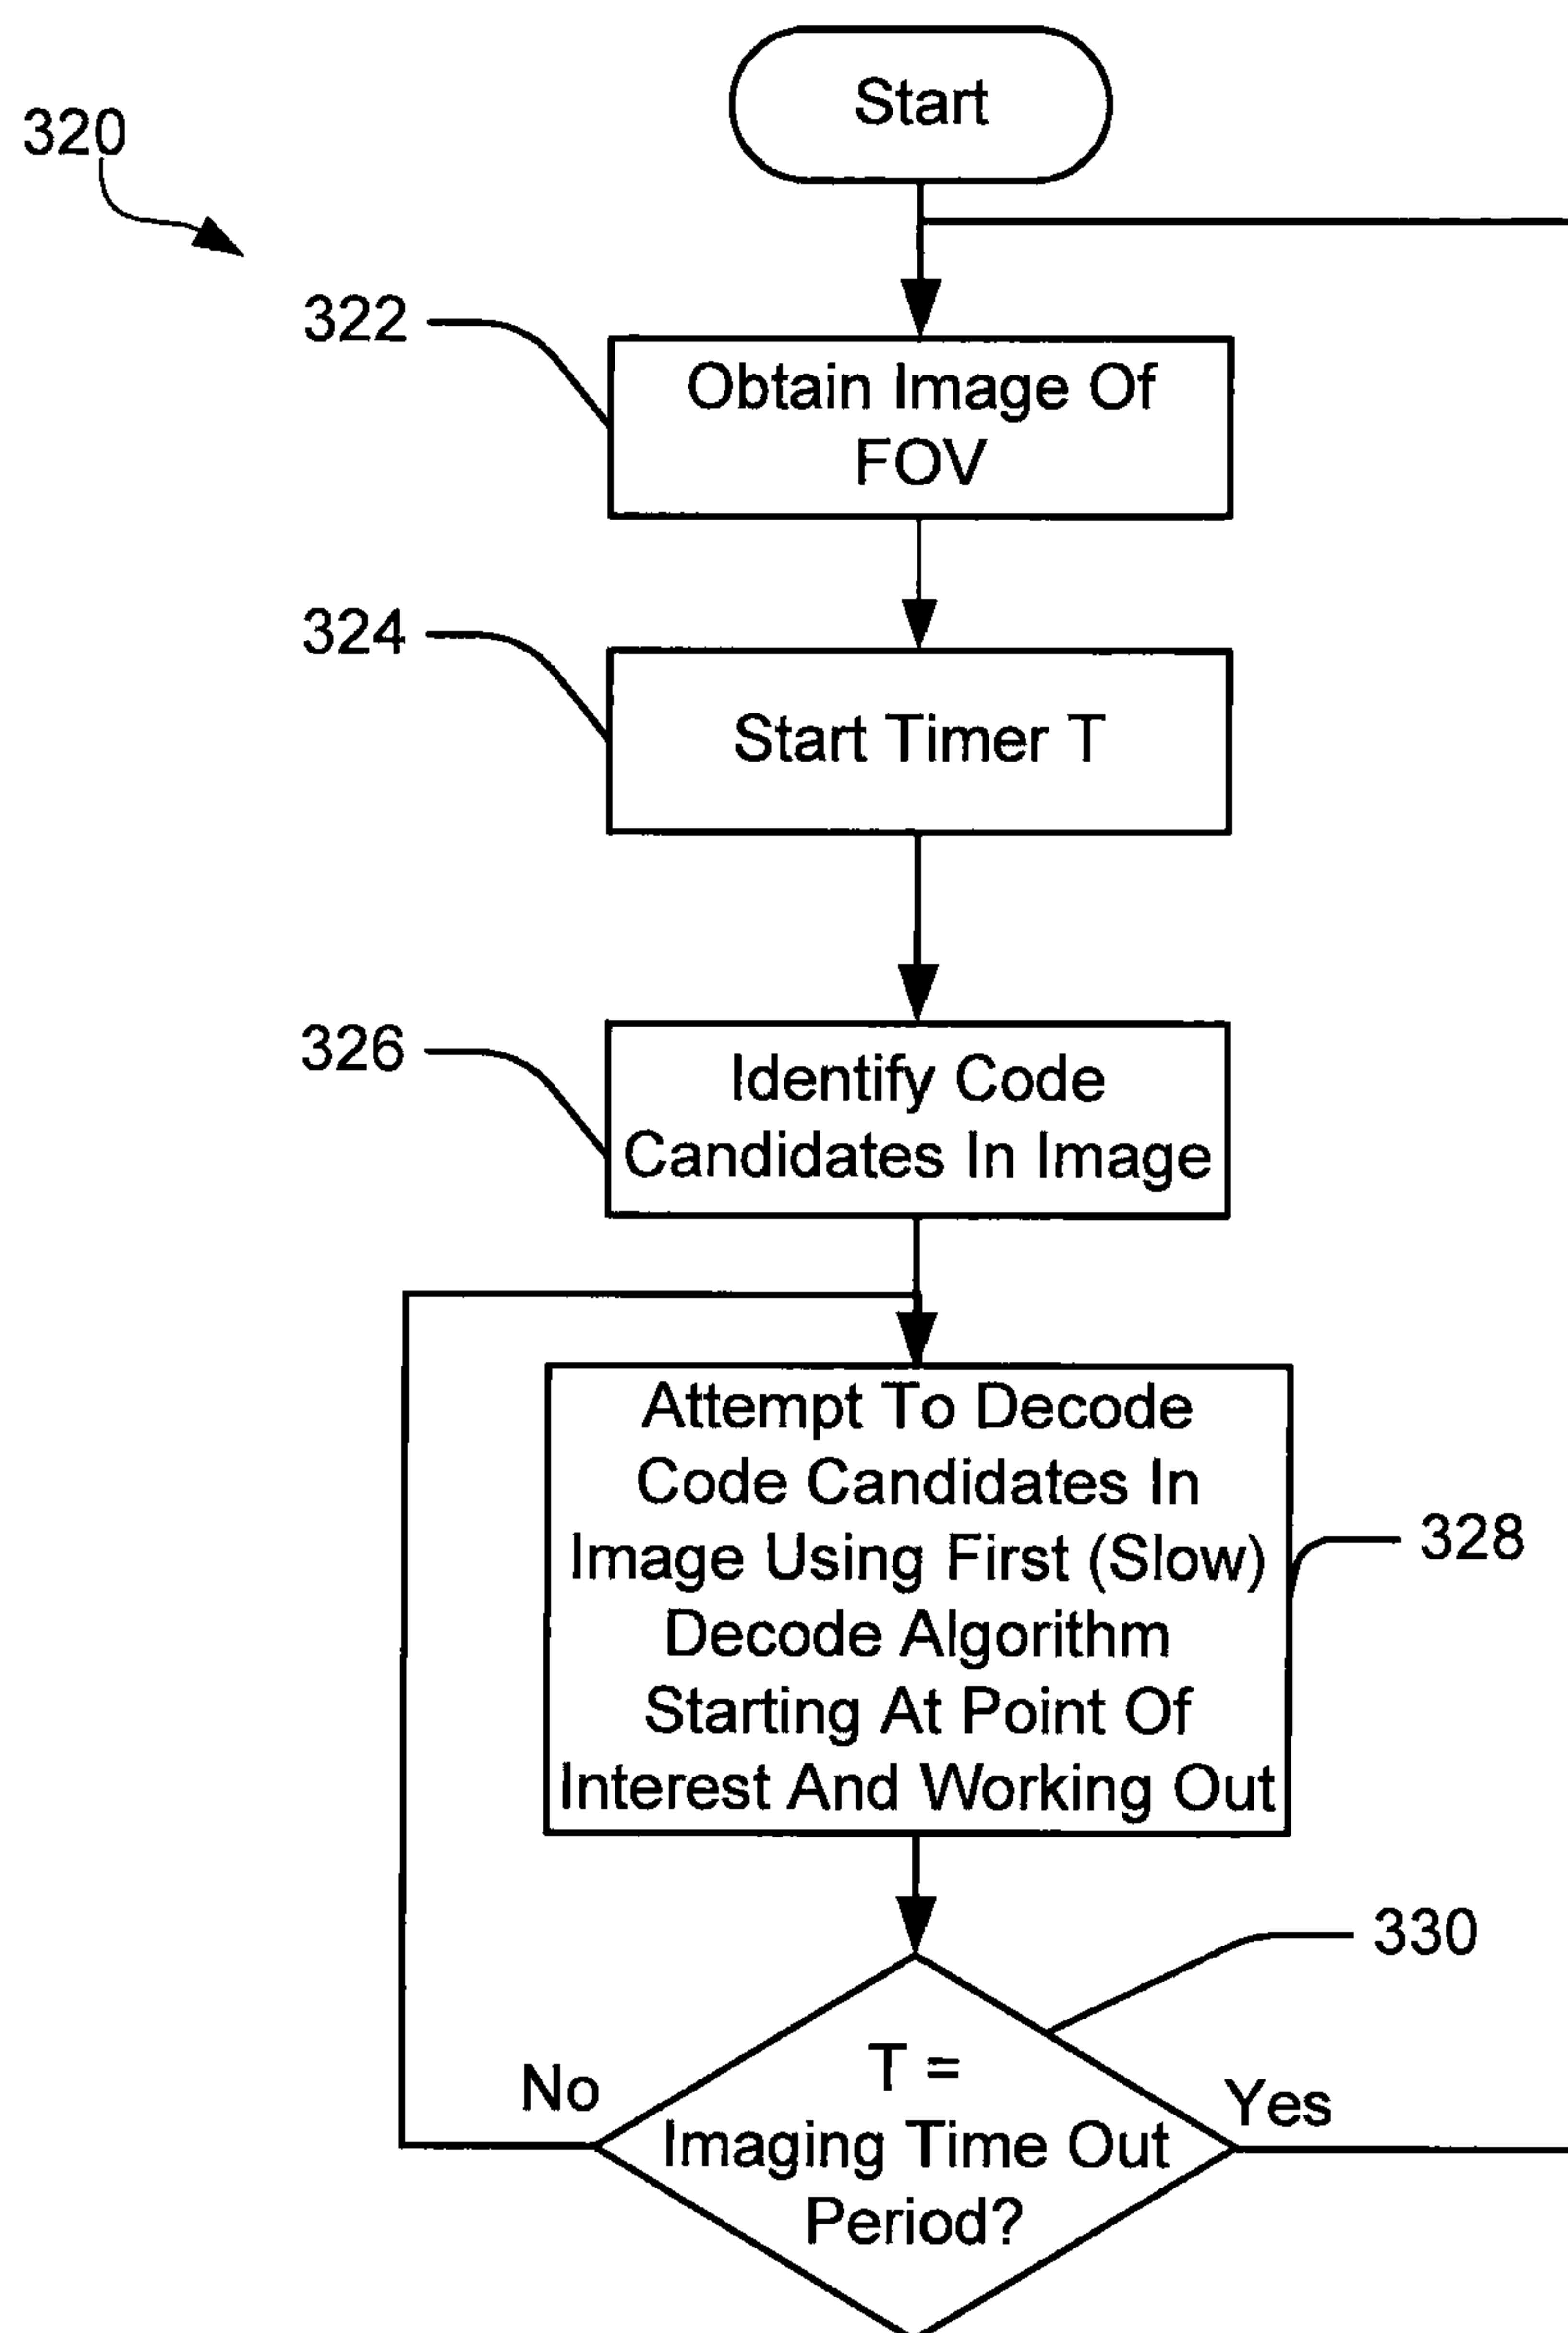 Start
320
322
Obtain Image Of
FOV
324
Start Timer T
326
Identify Code
Candidates In Image
Attempt To Decode
Code Candidates In
Image Using First (Slow)
Decode Algorithm
Starting At Point Of
Interest And Working Out
328
330
No
T =
Imaging Time Out
Period?
Yes